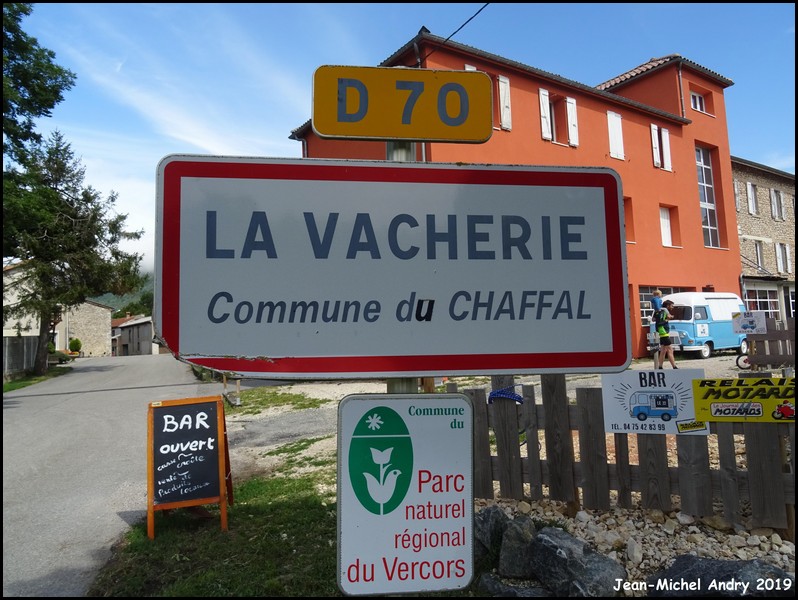 D 70
LA VACHERIE
Commune du CHAFFAL
BAR
ouvert
BAR
TÉL. 04 75 42 83 99
RELAIS
MOTARDS
Commune
du
Parc
naturel
régional
du Vercors
Jean-Michel Andry 2019